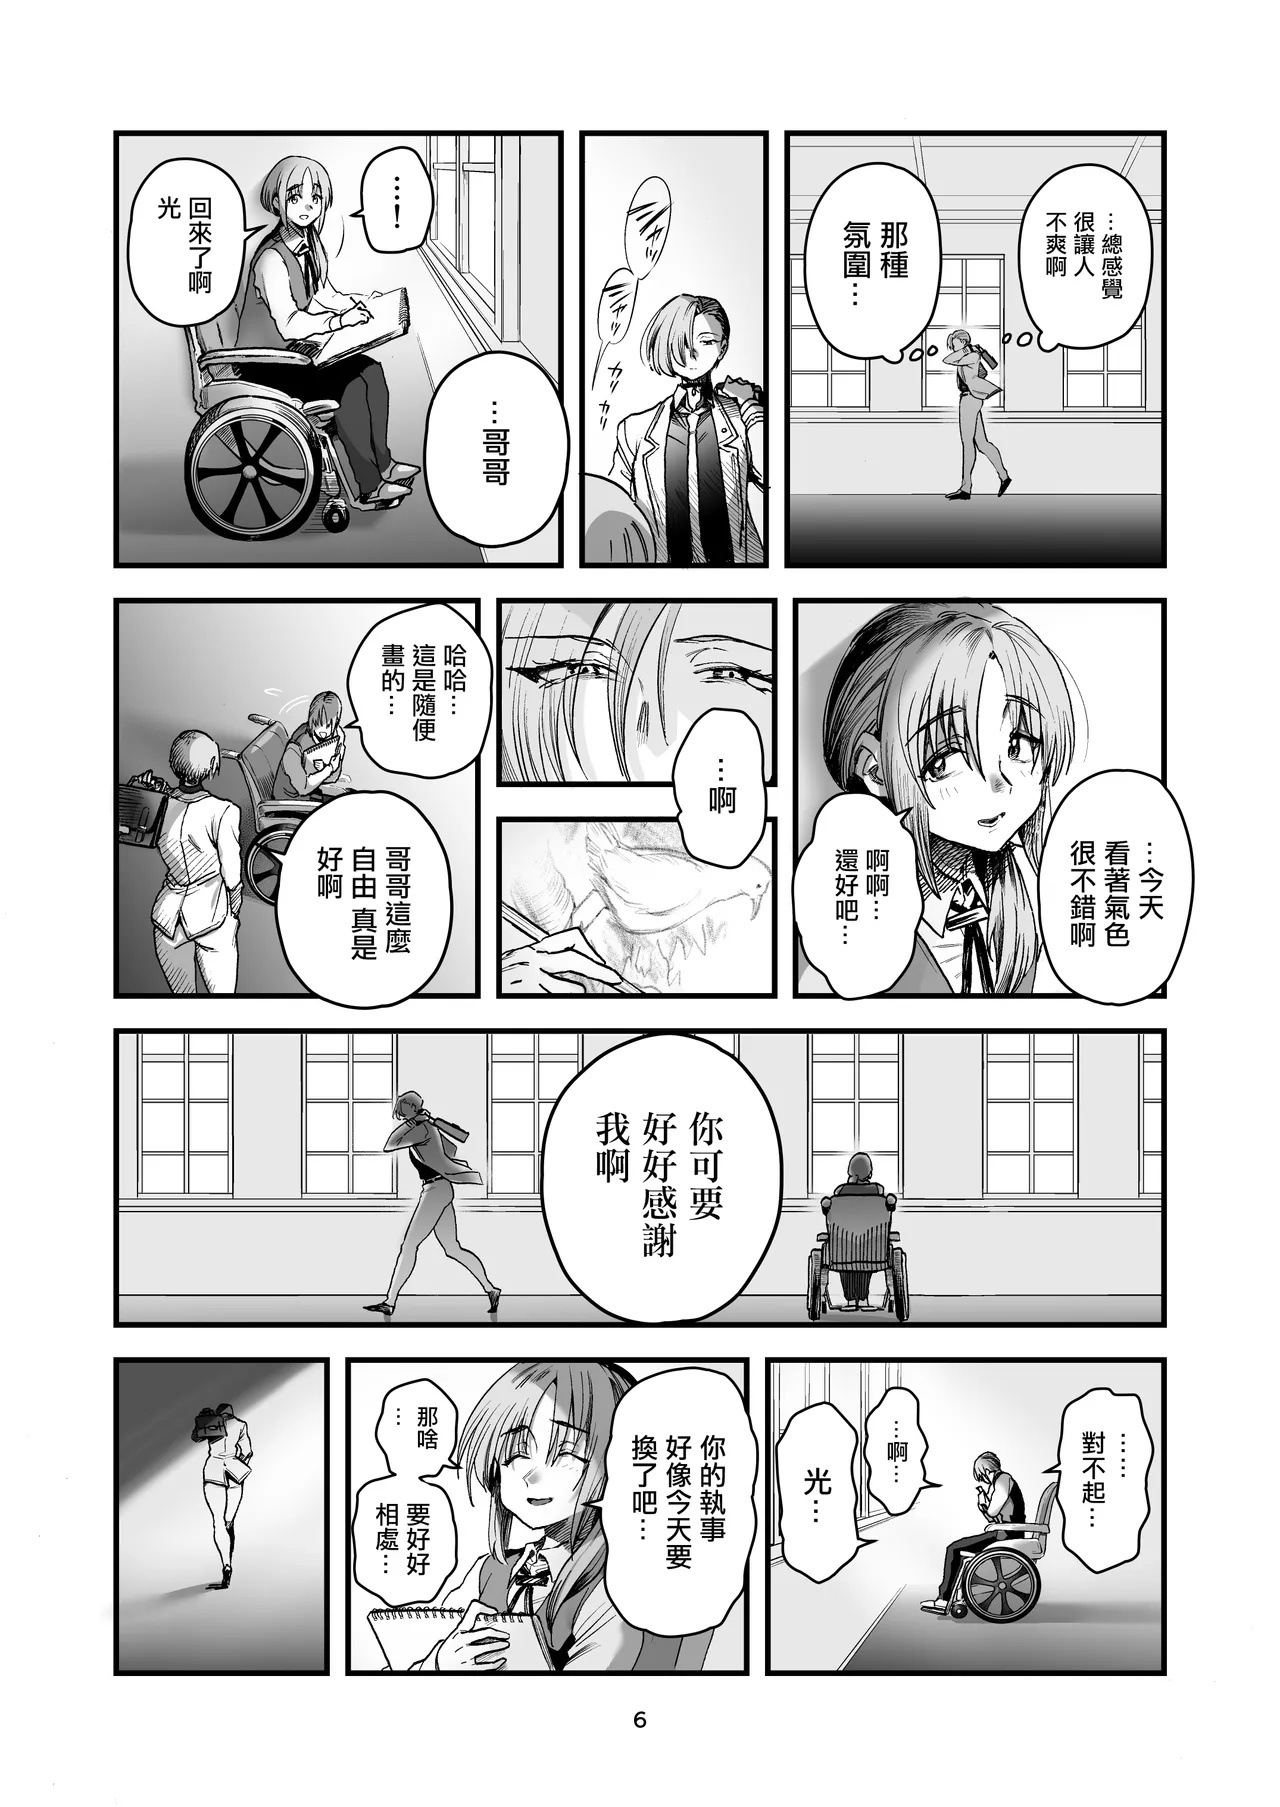 …總感覺
很讓人
不爽啊
那種
氛圍…
…!
回來了啊
光
…哥哥
…今天
看著氣色
很不錯啊
啊啊…
還好吧…
…啊
哈哈…
這是隨便
畫的…
哥哥這麼
自由 真是
好啊
你可要
好好感謝
我啊
……
對不起…
…啊…
光…
你的執事
好像今天要
換了吧…
那啥
…
要好好
相處…
6